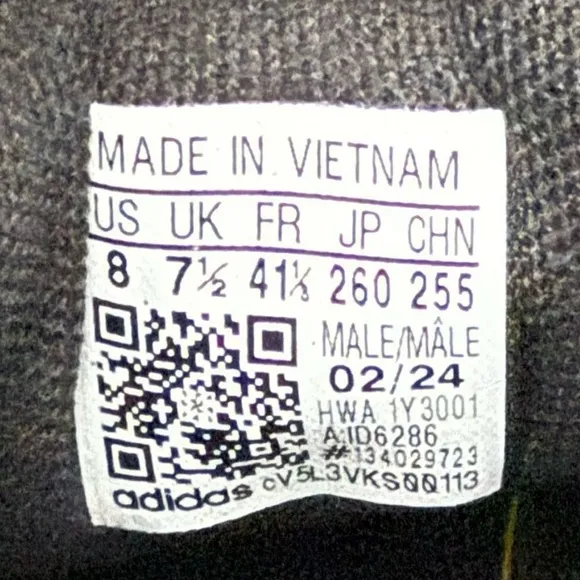 MADE IN VIETNAM
US UK FR JP CHN
8 7½ 41⅓ 260 255
MALE/MÂLE
02/24
HWA 1Y3001
A:ID6286
#:134029723
cV5L3VKS00113
adidas